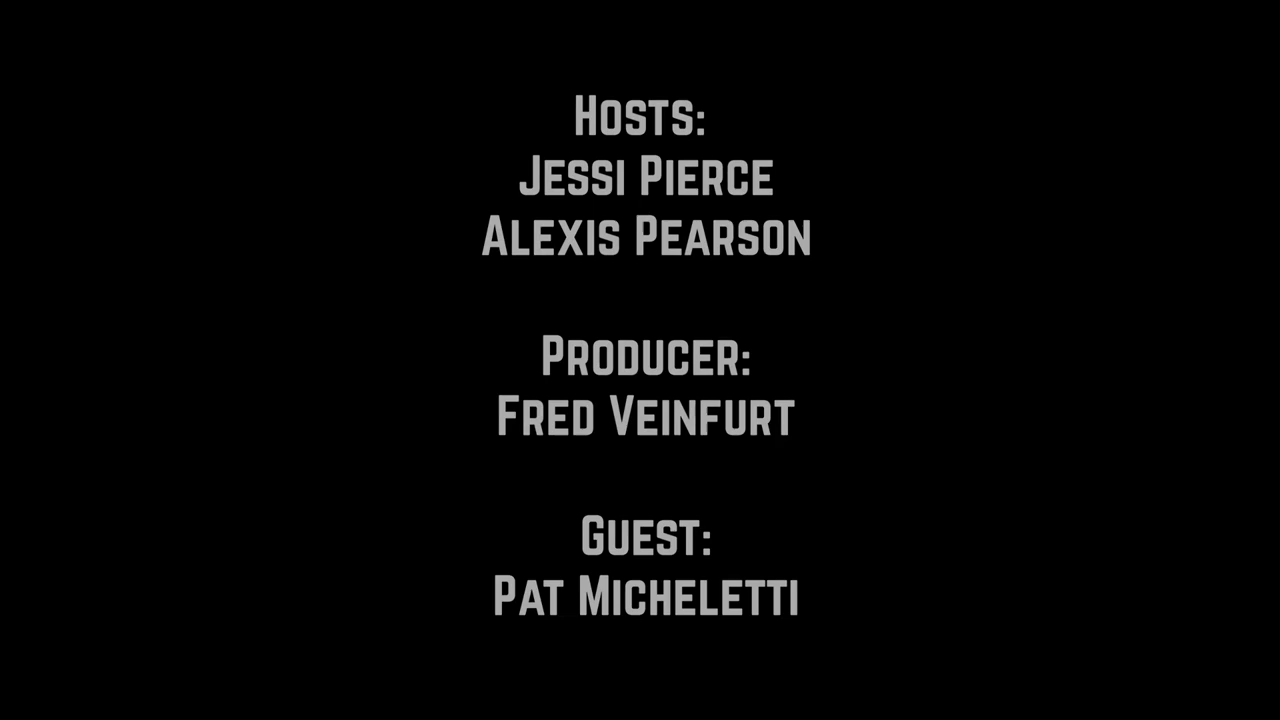 Hosts:
Jessi Pierce
Alexis Pearson
Producer:
Fred Veinfurt
Guest:
Pat Micheletti